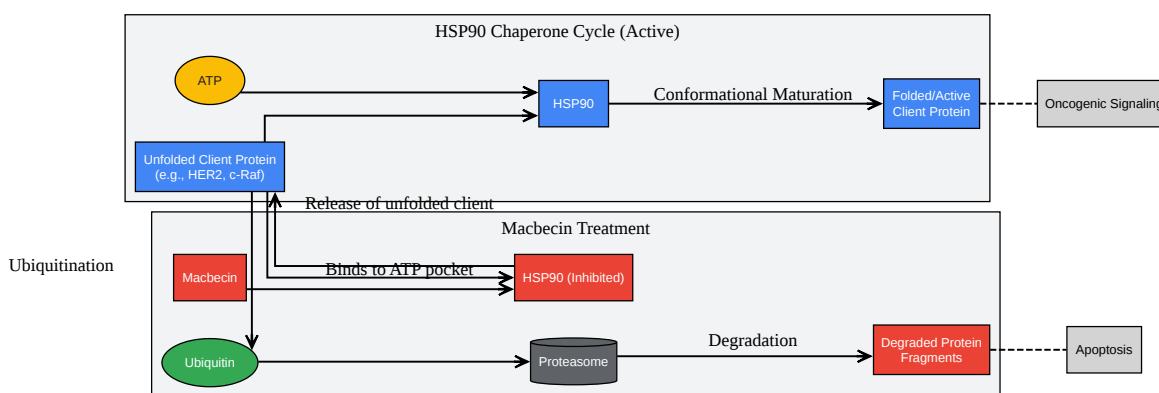 HSP90 Chaperone Cycle (Active)
ATP
HSP90
Conformational Maturation
Folded/Active
Client Protein
Oncogenic Signaling
Unfolded Client Protein
(e.g., HER2, c-Raf)
Release of unfolded client
Macbecin Treatment
Ubiquitination
Macbecin
Binds to ATP pocket
HSP90 (Inhibited)
Ubiquitin
Proteasome
Degradation
Degraded Protein
Fragments
Apoptosis